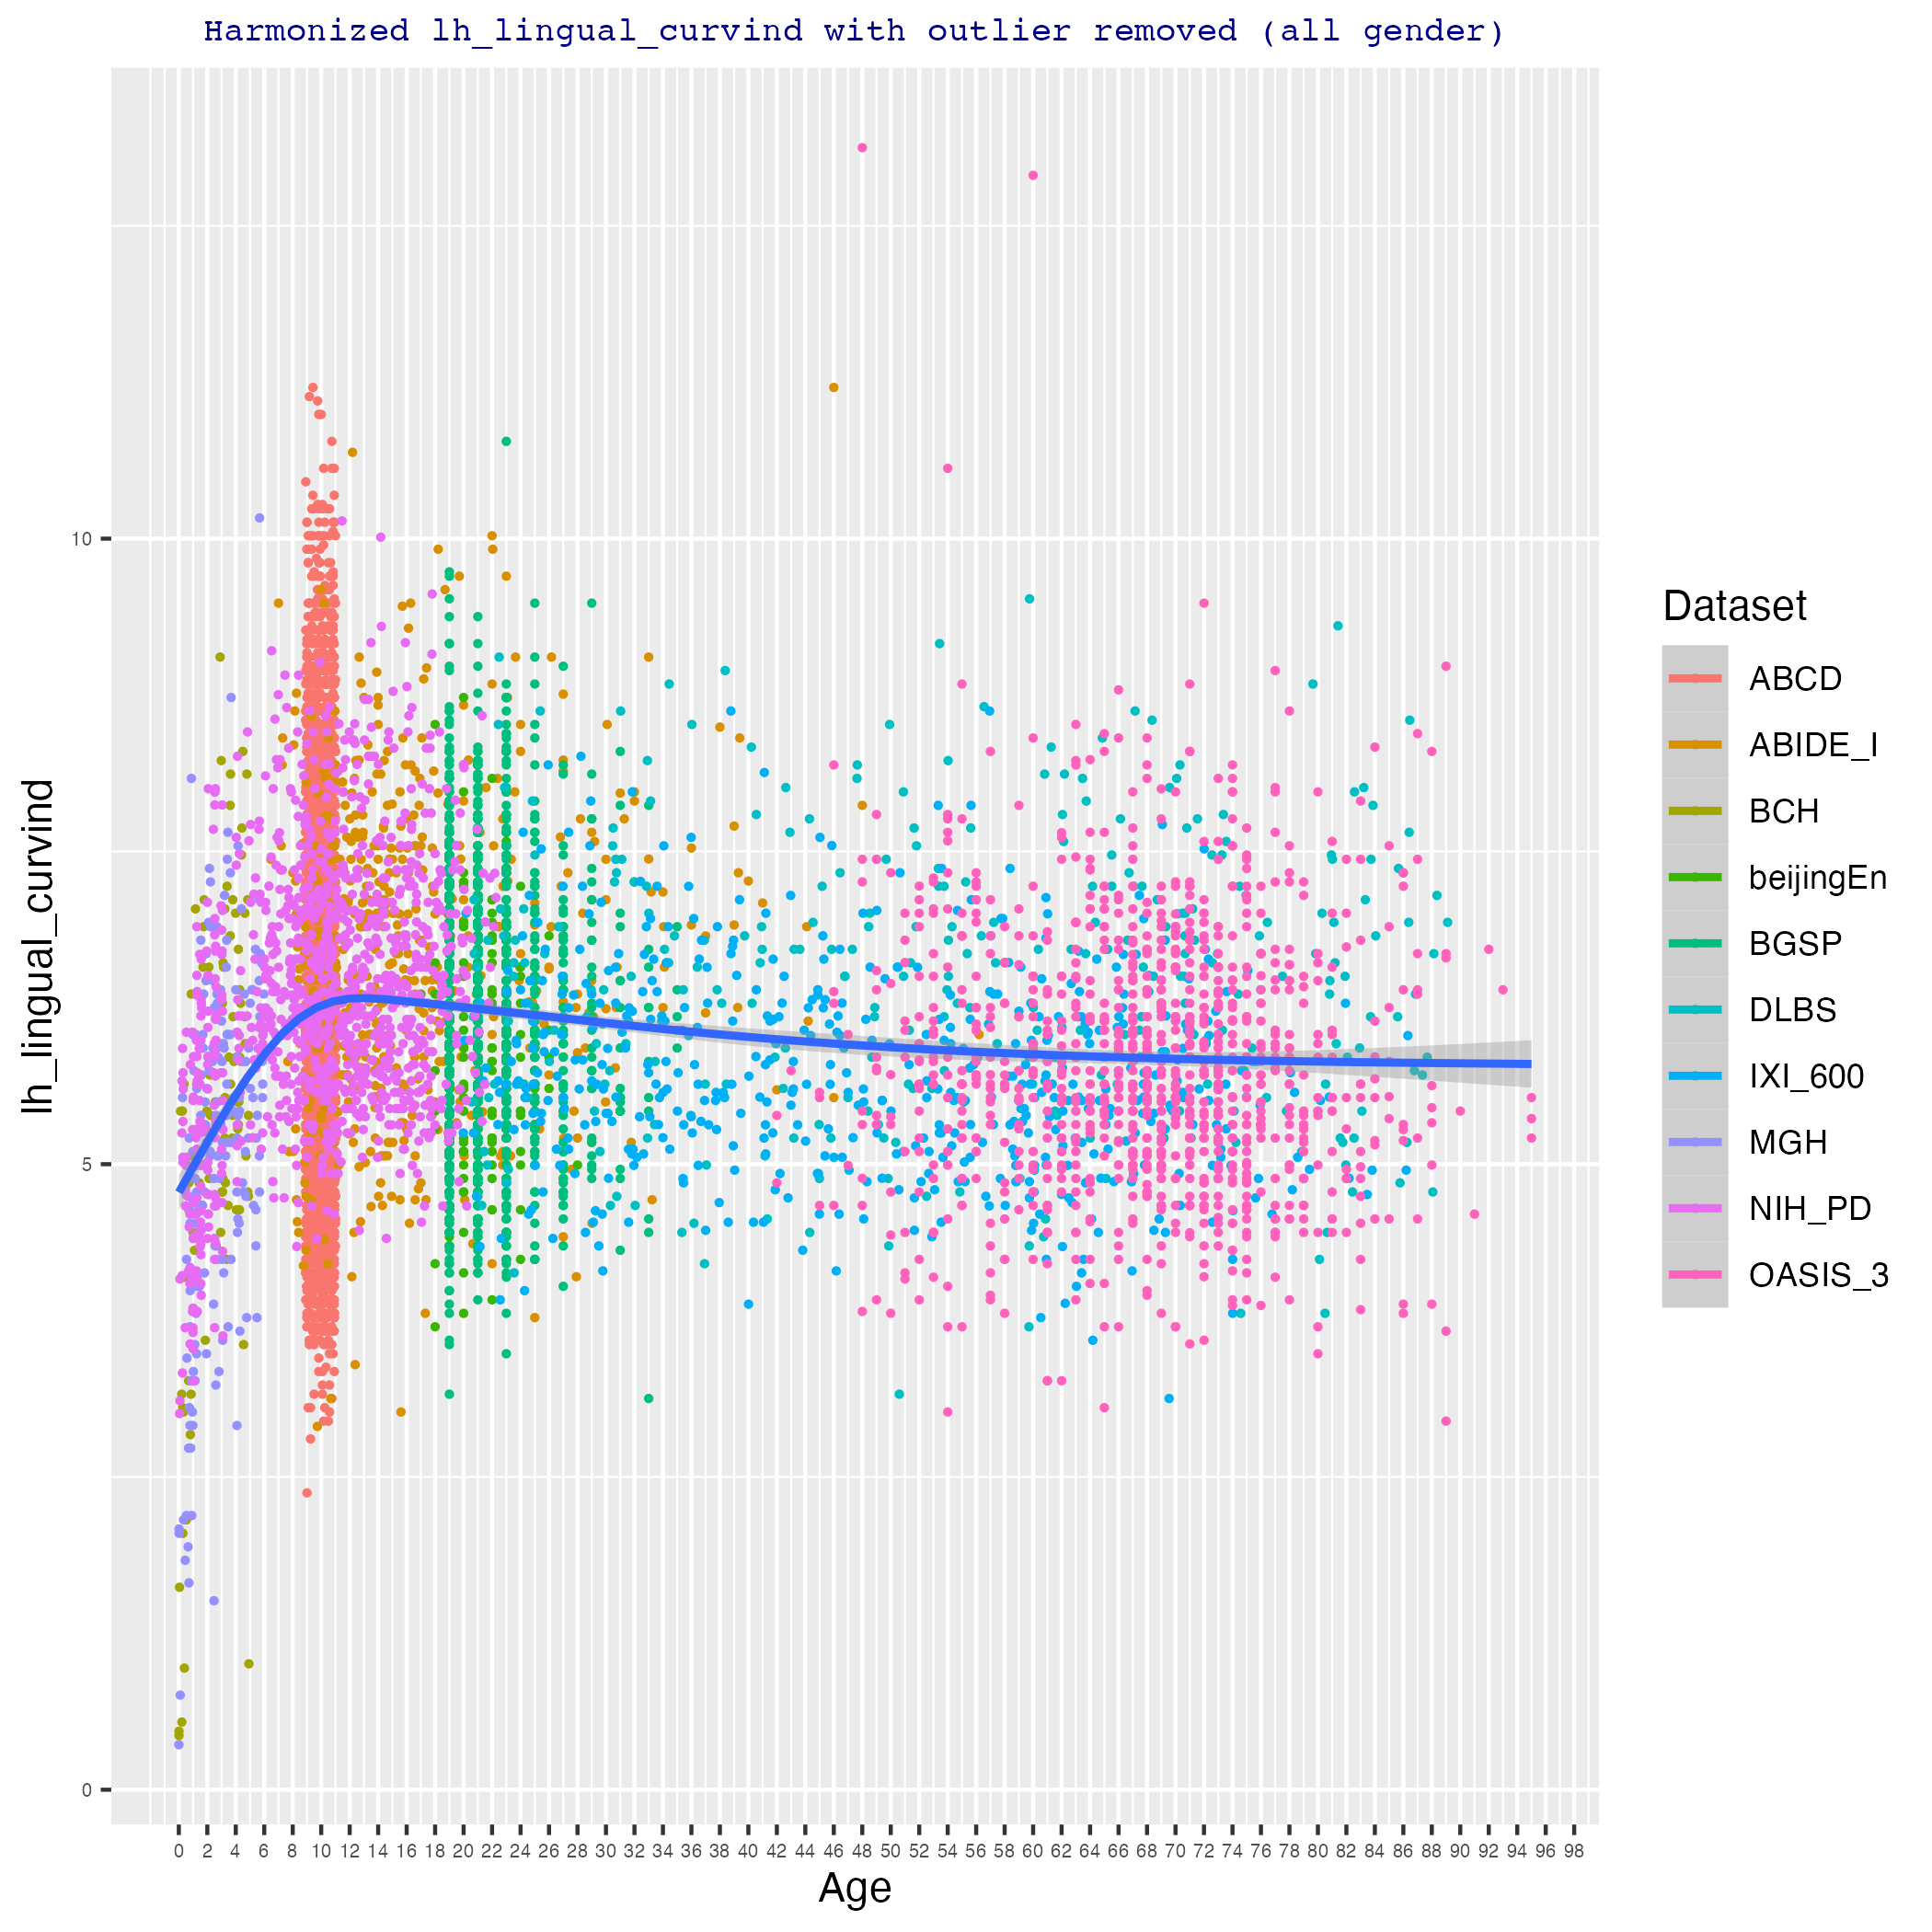 Harmonized lh_lingual_curvind with outlier removed (all gender)
lh_lingual_curvind
10
5
0
0 2 4 6 8 10 12 14 16 18 20 22 24 26 28 30 32 34 36 38 40 42 44 46 48 50 52 54 56 58 60 62 64 66 68 70 72 74 76 78 80 82 84 86 88 90 92 94 96 98
Age
Dataset
ABCD
ABIDE_I
BCH
beijingEn
BGSP
DLBS
IXI_600
MGH
NIH_PD
OASIS_3